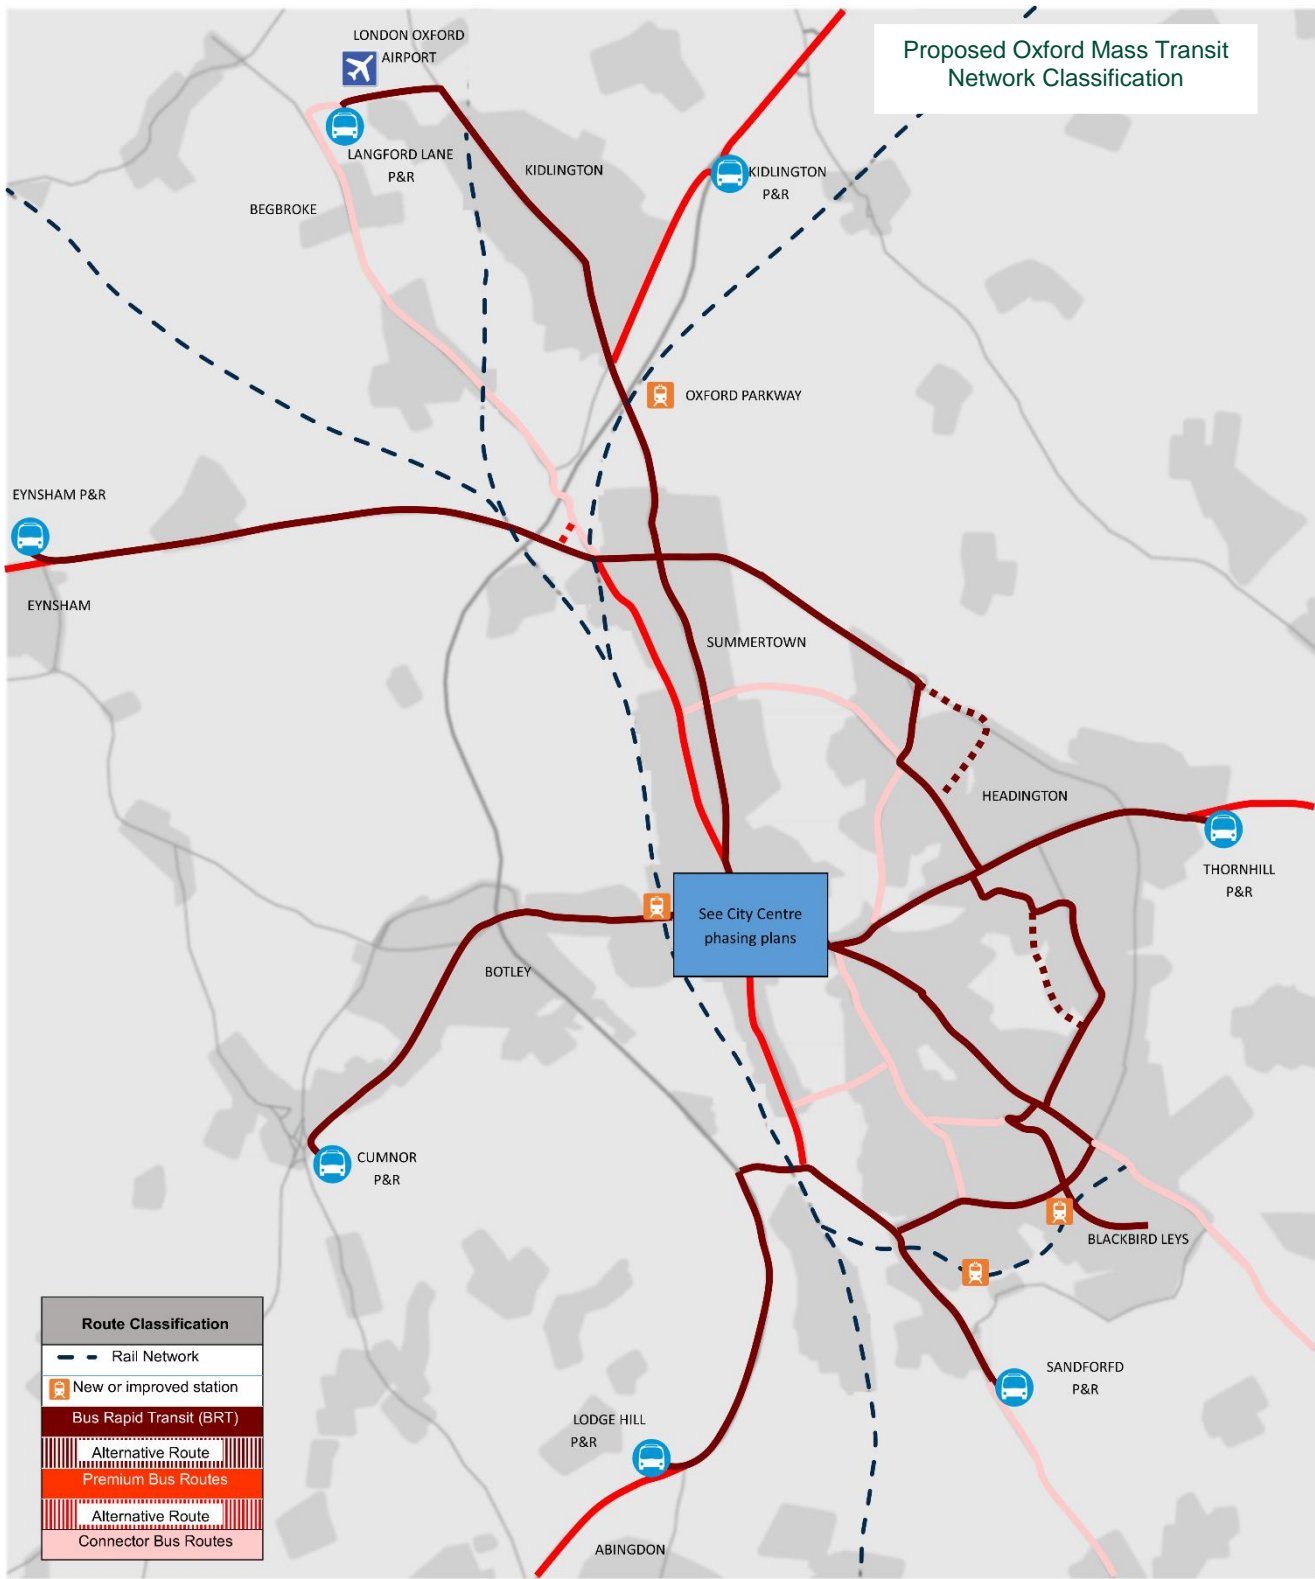 Proposed Oxford Mass Transit
Network Classification
LONDON OXFORD
AIRPORT
LANGFORD LANE
P&R
KIDLINGTON
KIDLINGTON
P&R
BEGBROKE
OXFORD PARKWAY
EYNSHAM P&R
EYNSHAM
SUMMERTOWN
HEADINGTON
THORNHILL
P&R
See City Centre
phasing plans
BOTLEY
CUMNOR
P&R
BLACKBIRD LEYS
SANDFORFD
P&R
LODGE HILL
P&R
ABINGDON
Route Classification
Rail Network
New or improved station
Bus Rapid Transit (BRT)
Alternative Route
Premium Bus Routes
Alternative Route
Connector Bus Routes